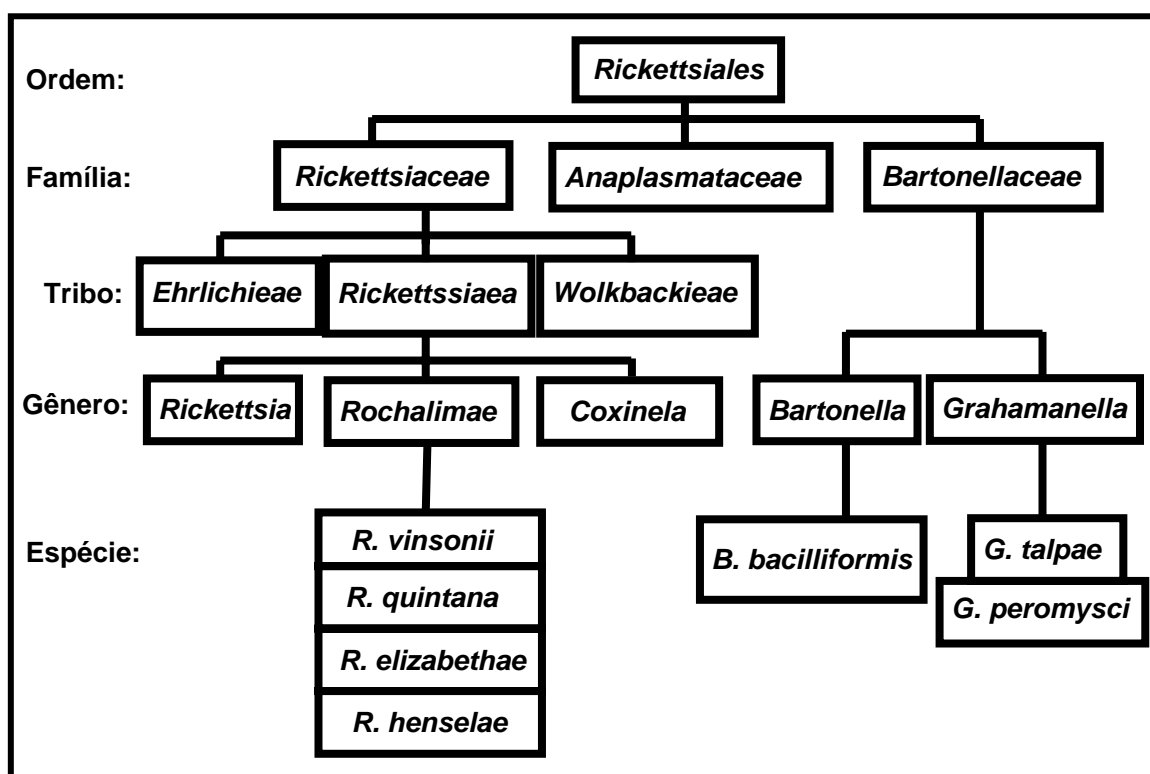 Ordem: Rickettsiales
Família: Rickettsiaceae Anaplasmataceae Bartonellaceae
Tribo: Ehrlichieae Rickettssiaea Wolkbackieae
Gênero: Rickettsia Rochalimae Coxinela Bartonella Grahamanella
Espécie: R. vinsonii B. bacilliformis G. talpae
R. quintana G. peromysci
R. elizabethae
R. henselae